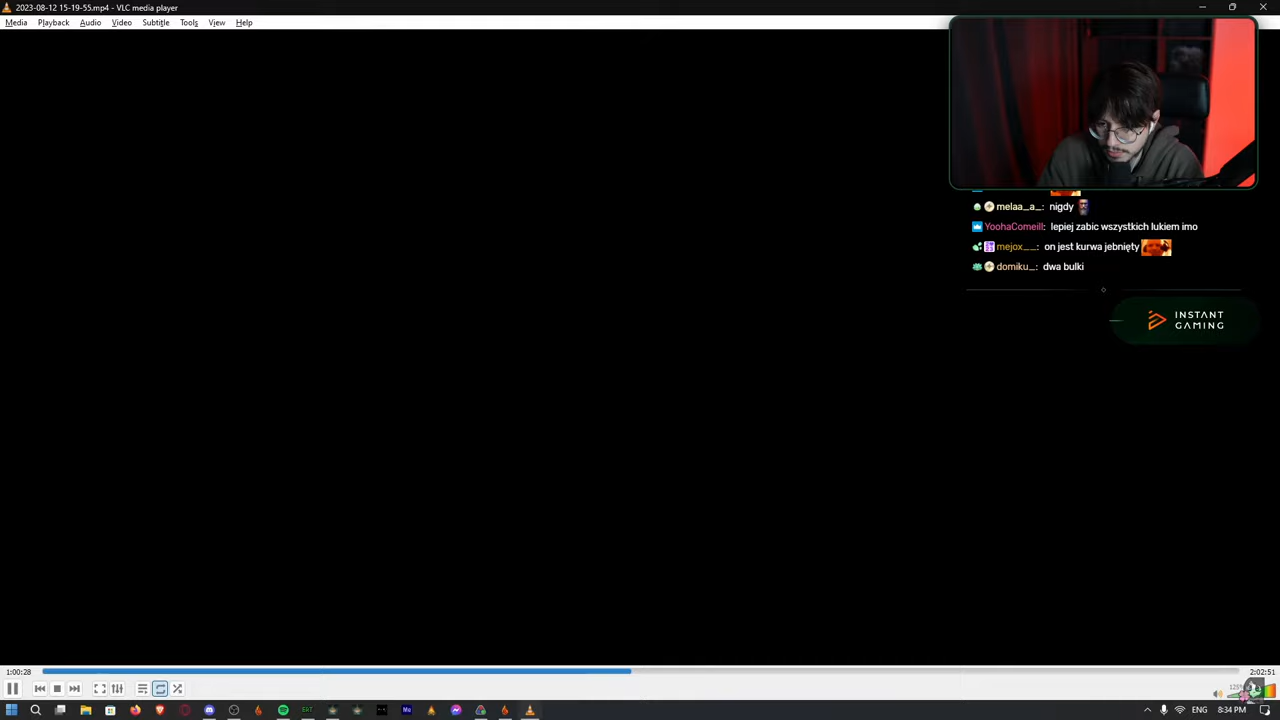 2023-08-12 15-19-55.mp4 - VLC media player
Media Playback Audio Video Subtitle Tools View Help
melaa_a_: nigdy
YoohaComeill: lepiej zabic wszystkich lukiem imo
mejox__: on jest kurwa jebnięty
domiku_: dwa bulki
INSTANT
GAMING
1:00:28
2:02:51
ENG 8:34 PM